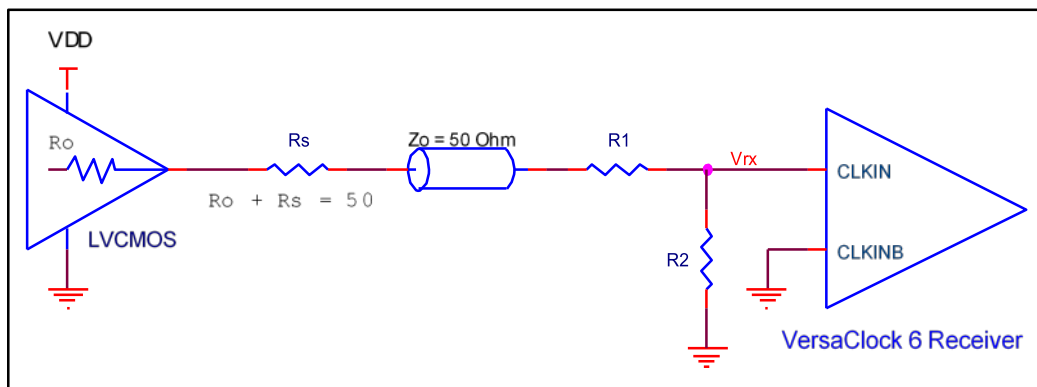 VDD
Ro
Rs
Zo = 50 Ohm
R1
Vrx
CLKIN
Ro + Rs = 50
LVCMOS
R2
CLKINB
VersaClock 6 Receiver